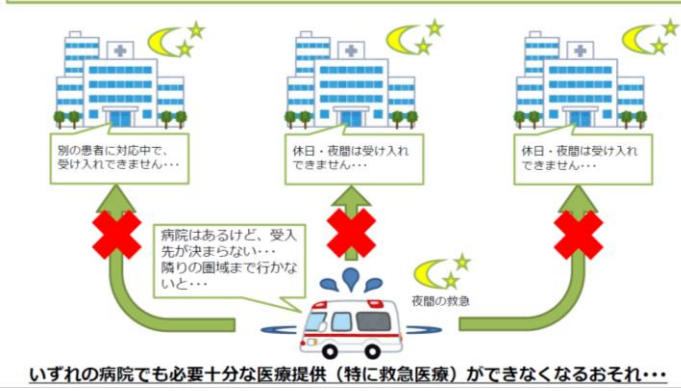 別の患者に対応中で、
受け入れできません・・・
休日・夜間は受け入れ
できません・・・
休日・夜間は受け入れ
できません・・・
病院はあるけど、受入
先が決まらない・・・
隣りの圏域まで行かな
いと・・・
夜間の救急
いずれの病院でも必要十分な医療提供（特に救急医療）ができなくなるおそれ・・・